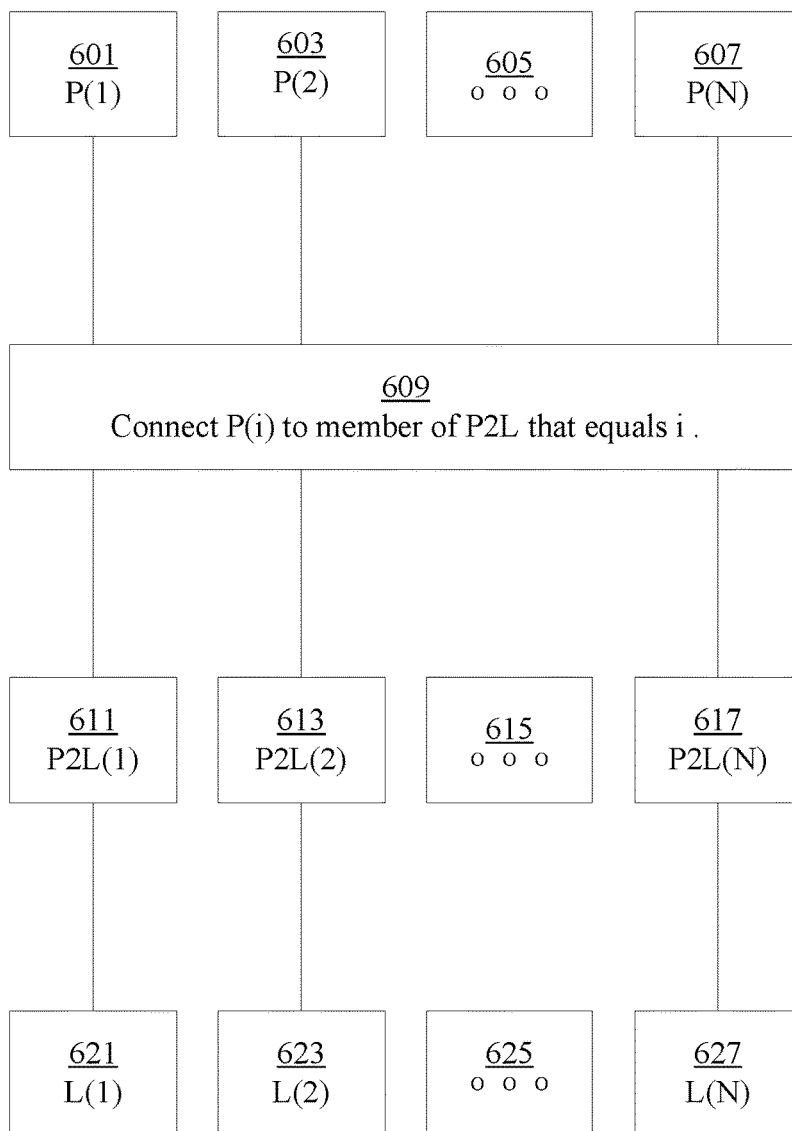 601 603 605 607
P(1) P(2) o o o P(N)
609
Connect P(i) to member of P2L that equals i .
611 613 615 617
P2L(1) P2L(2) o o o P2L(N)
621 623 625 627
L(1) L(2) o o o L(N)